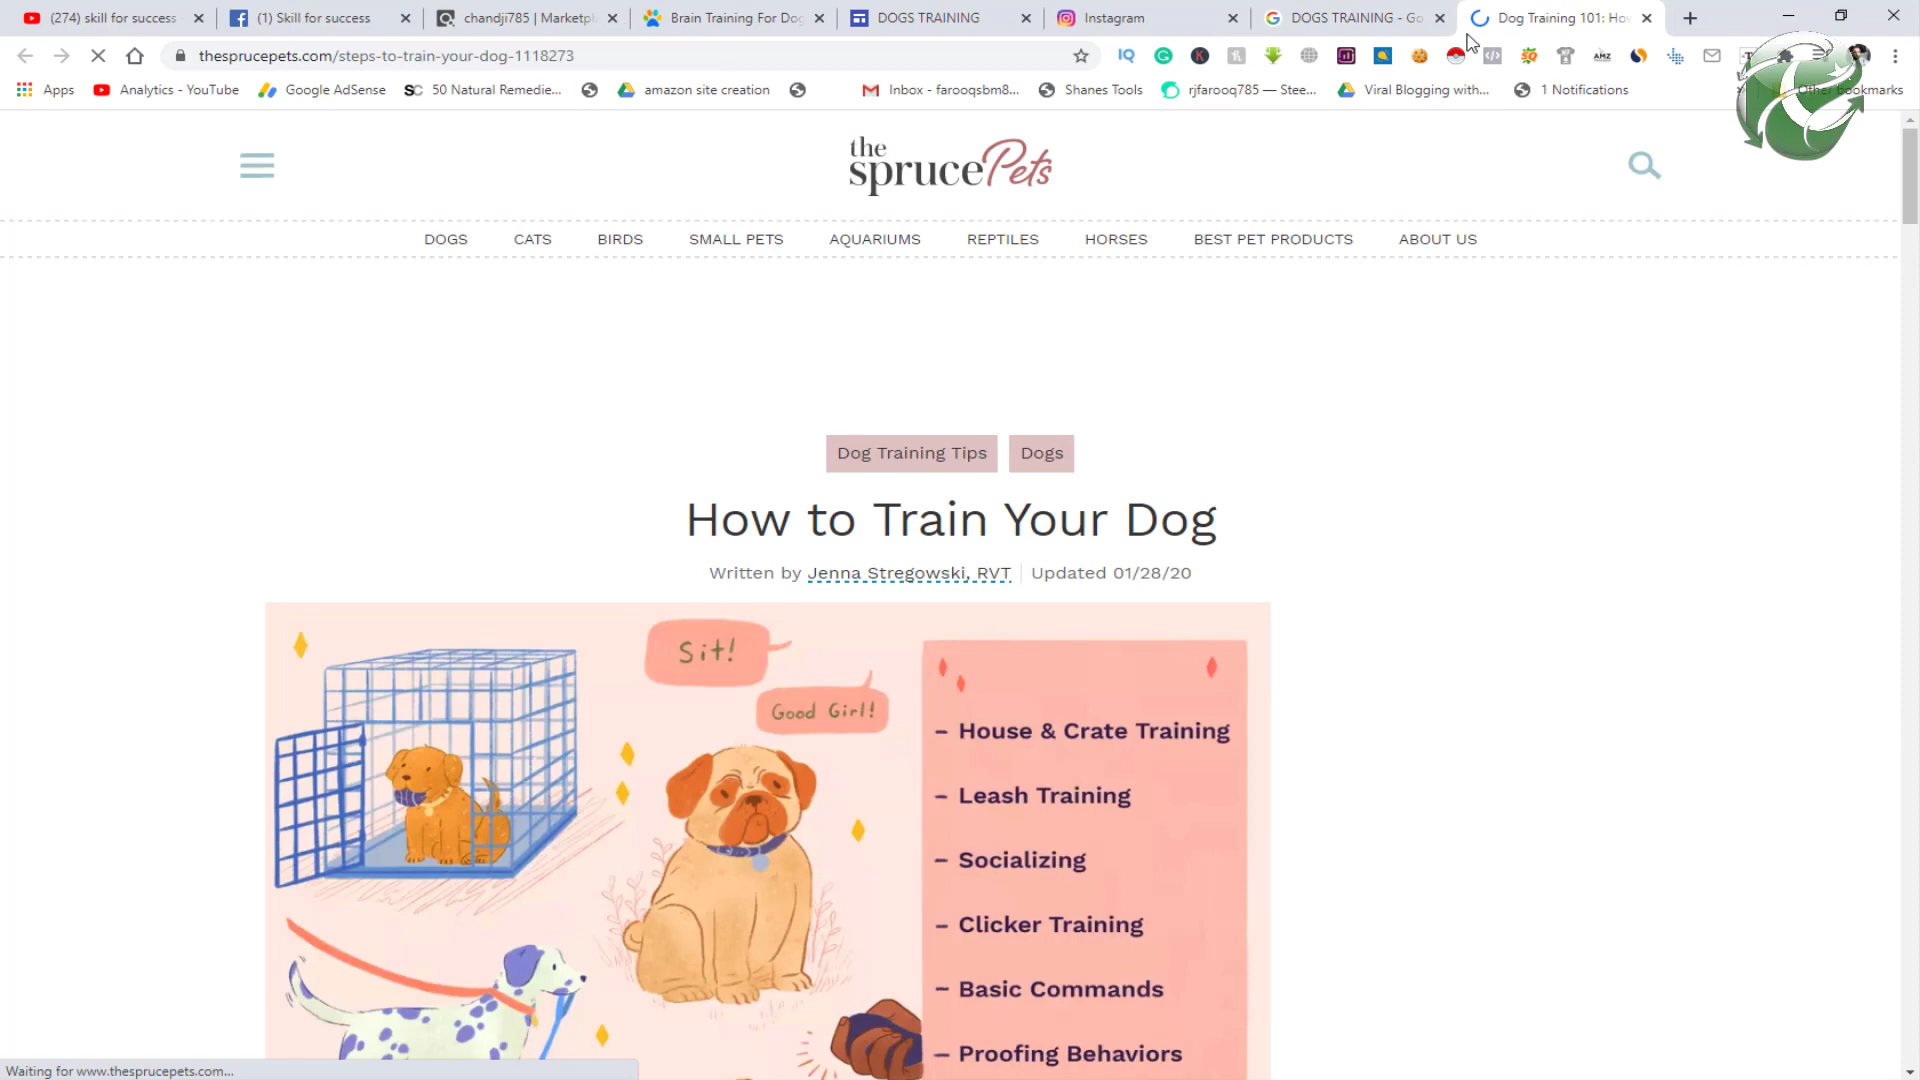 (274) skill for success
(1) Skill for success
chandji785 | Marketpl
Brain Training For Dog
DOGS TRAINING
Instagram
DOGS TRAINING - Go
Dog Training 101: Ho
thesprucepets.com/steps-to-train-your-dog-1118273
Apps
Analytics - YouTube
Google AdSense
50 Natural Remedie...
amazon site creation
Inbox - farooqsbm8...
Shanes Tools
rjfarooq785 — Stee...
Viral Blogging with...
1 Notifications
Other bookmarks
the
sprucePets
DOGS
CATS
BIRDS
SMALL PETS
AQUARIUMS
REPTILES
HORSES
BEST PET PRODUCTS
ABOUT US
Dog Training Tips
Dogs
How to Train Your Dog
Written by Jenna Stregowski, RVT
Updated 01/28/20
Sit!
Good Girl!
– House & Crate Training
– Leash Training
– Socializing
– Clicker Training
– Basic Commands
– Proofing Behaviors
Waiting for www.thesprucepets.com...